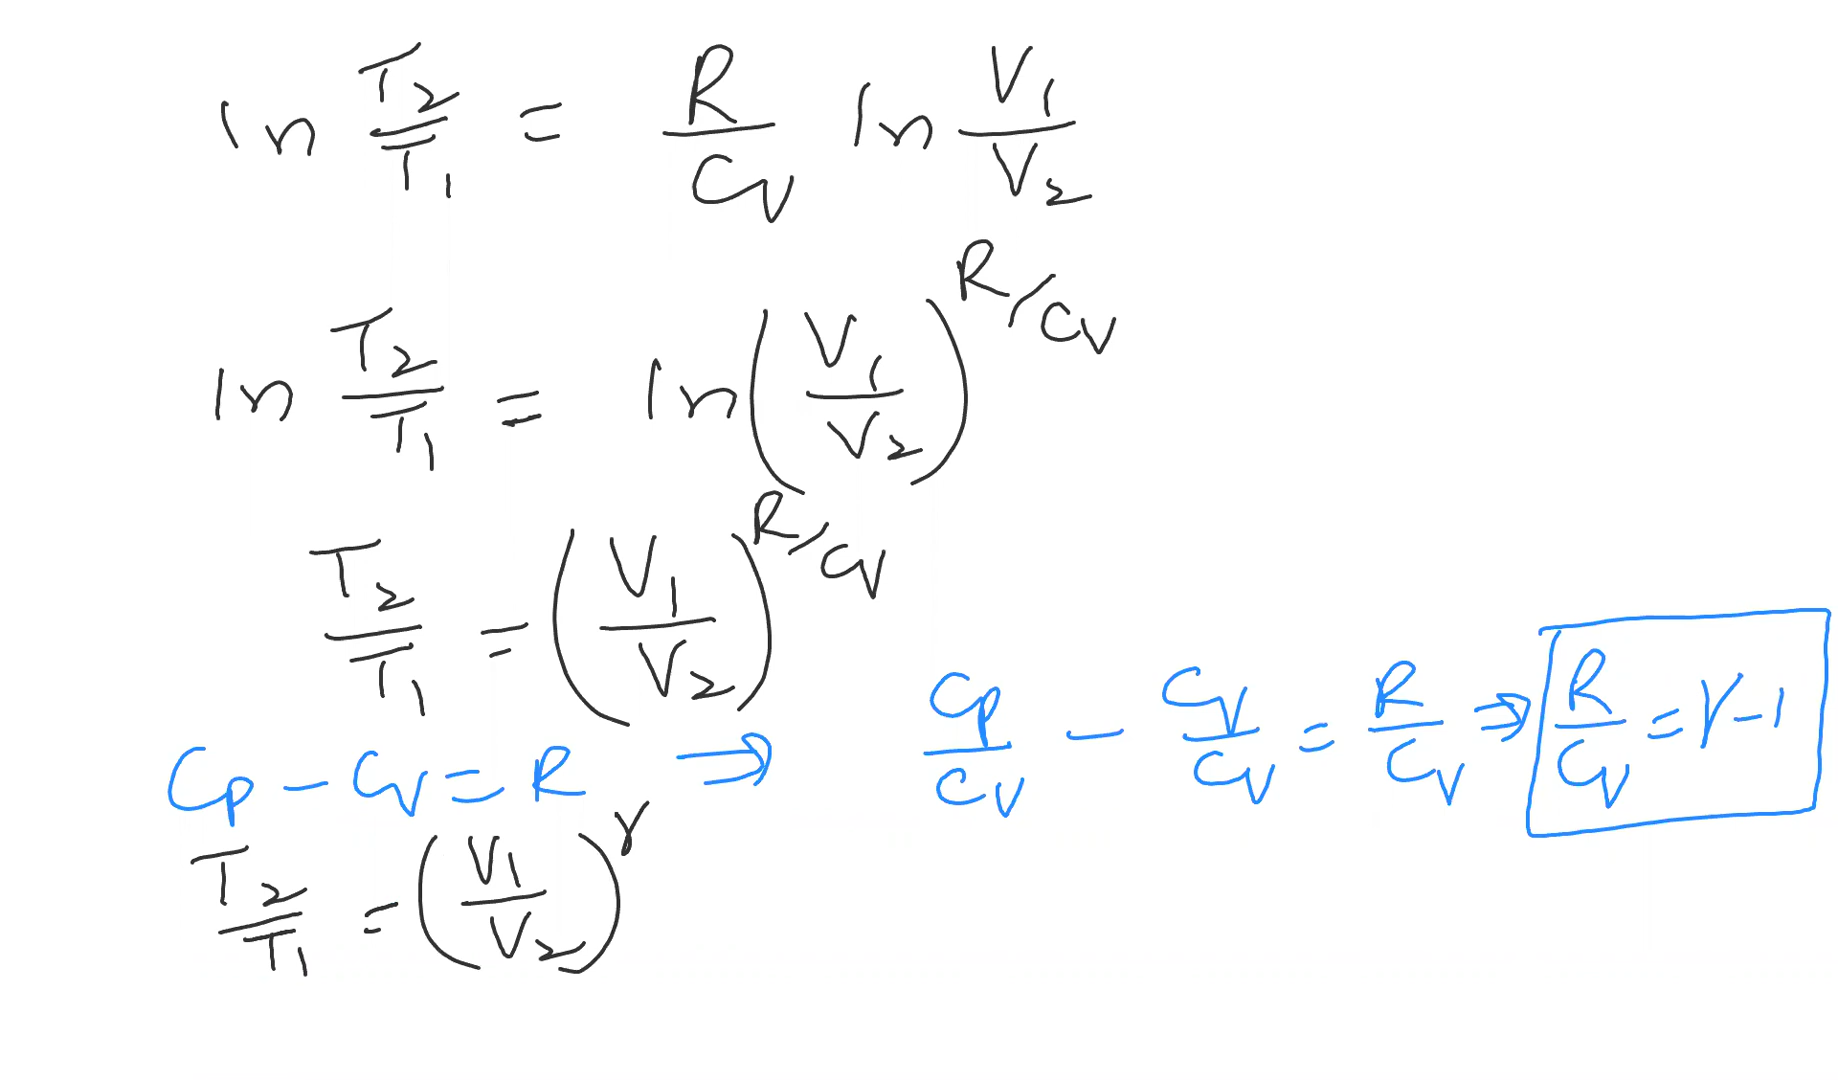 ln T₂/T₁ = R/Cv ln V₁/V₂
ln T₂/T₁ = ln(V₁/V₂)^(R/Cv)
T₂/T₁ = (V₁/V₂)^(R/Cv)
Cp - Cv = R ⇒ Cp/Cv - Cv/Cv = R/Cv ⇒ R/Cv = γ-1
T₂/T₁ = (V₁/V₂)^γ